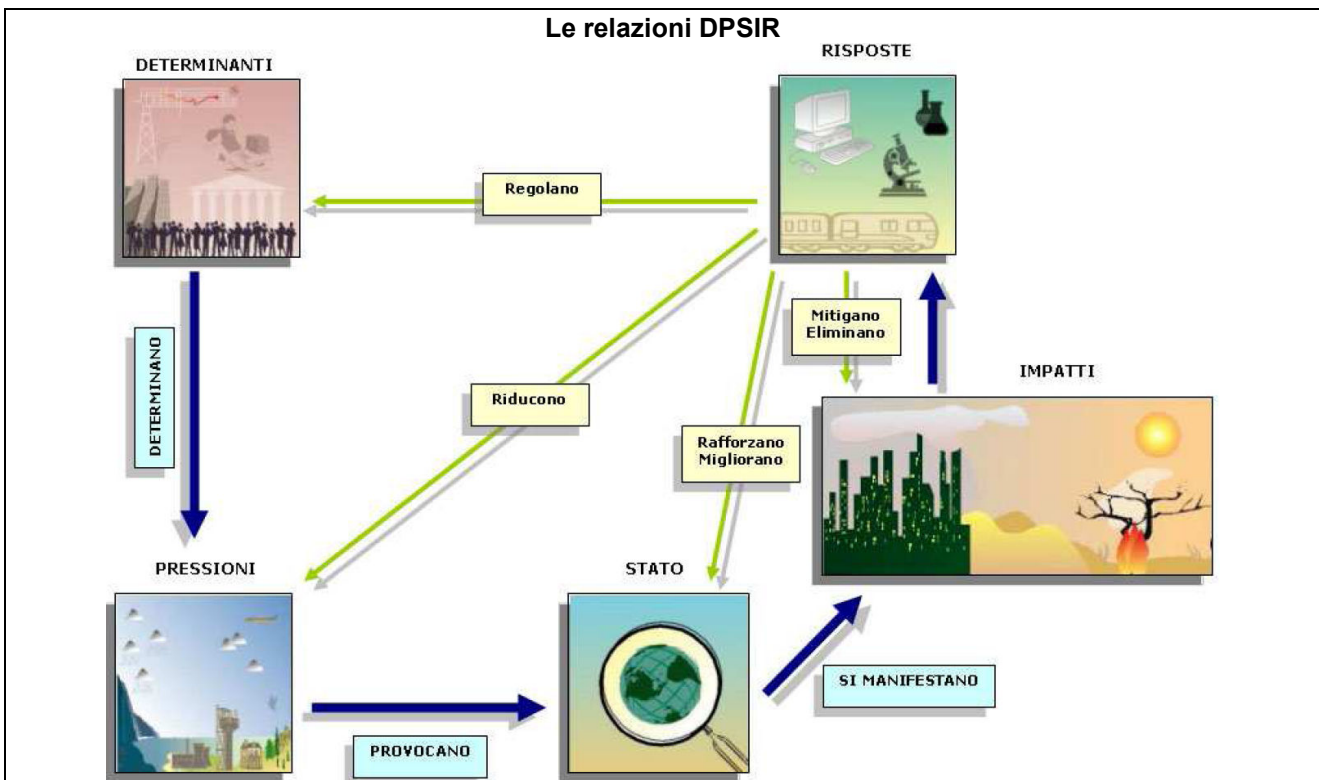 Le relazioni DPSIR
DETERMINANTI
RISPOSTE
Regolano
Mitigano
Eliminano
DETERMINANO
IMPATTI
Riducono
Rafforzano
Migliorano
PRESSIONI
STATO
SI MANIFESTANO
PROVOCANO